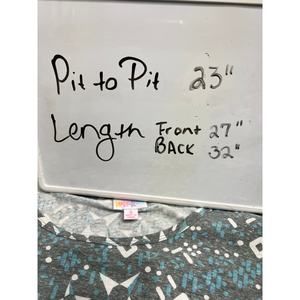 Pit to Pit 23"
Length Front 27"
BACK 32"